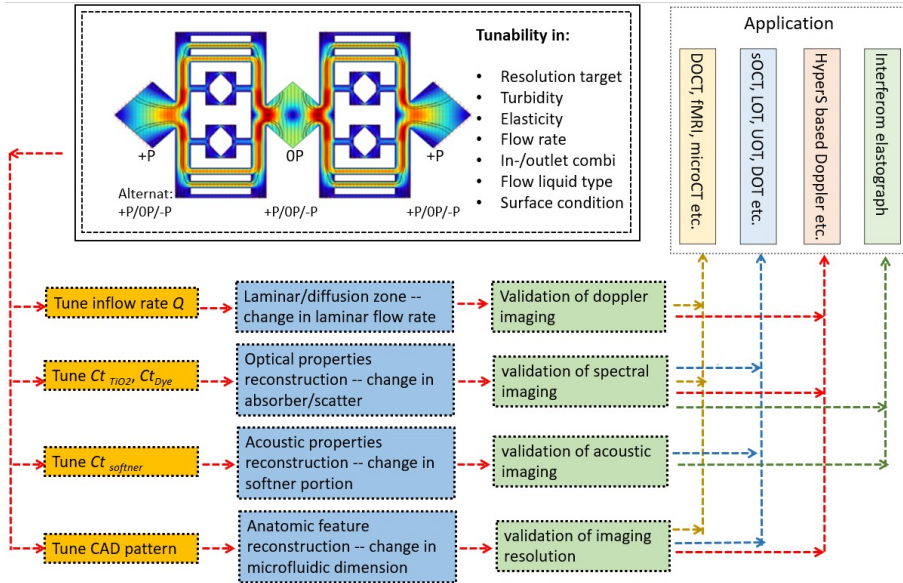 Tunability in:
• Resolution target
• Turbidity
• Elasticity
• Flow rate
• In-/outlet combi
• Flow liquid type
• Surface condition
+P
0P
+P
Alternat:
+P/0P/-P
+P/0P/-P
+P/0P/-P
Application
DOCT, fMRI, microCT etc.
sOCT, LOT, UOT, DOT etc.
HyperS based Doppler etc.
Interferom elastograph
Tune inflow rate Q
Laminar/diffusion zone --
change in laminar flow rate
Validation of doppler
imaging
Tune Ct TiO2, CtDye
Optical properties
reconstruction -- change in
absorber/scatter
validation of spectral
imaging
Tune Ct softner
Acoustic properties
reconstruction -- change in
softner portion
validation of acoustic
imaging
Tune CAD pattern
Anatomic feature
reconstruction -- change in
microfluidic dimension
validation of imaging
resolution